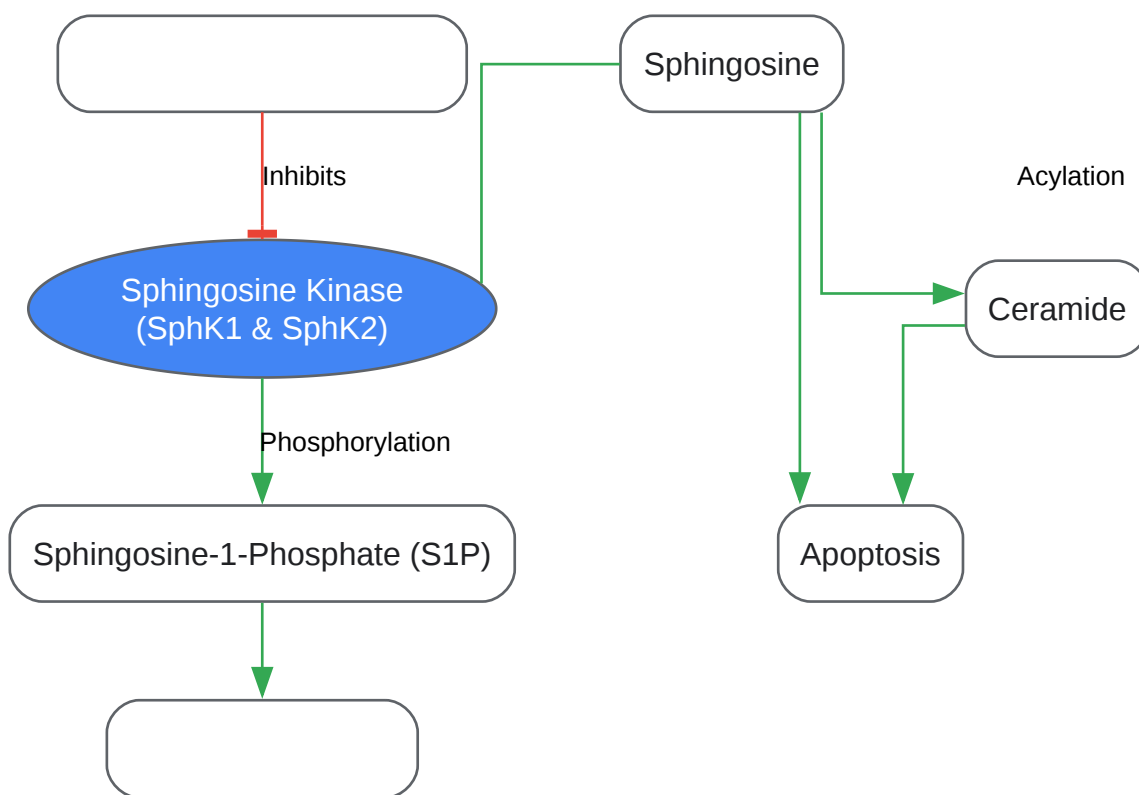 Sphingosine
Inhibits
Acylation
Sphingosine Kinase
(SphK1 & SphK2)
Ceramide
Phosphorylation
Sphingosine-1-Phosphate (S1P)
Apoptosis